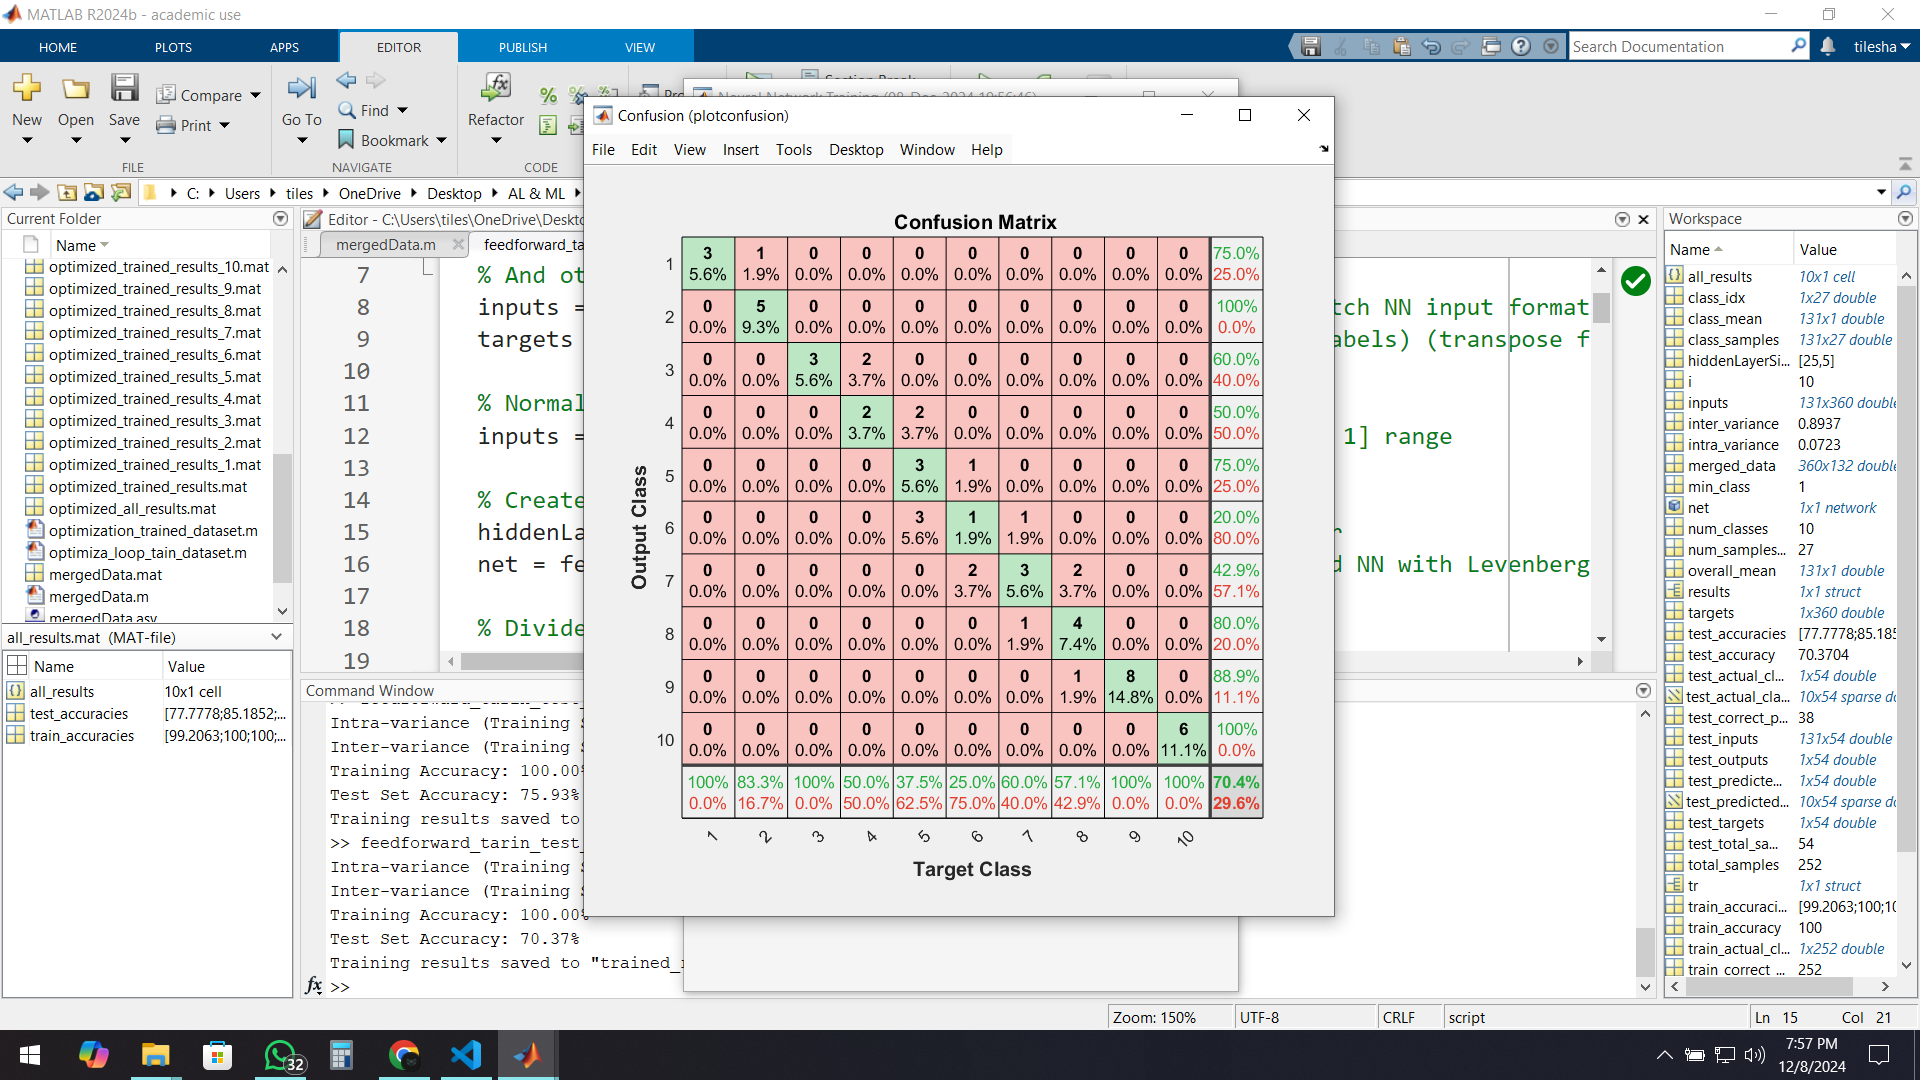 MATLAB R2024b - academic use
HOME PLOTS APPS EDITOR PUBLISH VIEW
Search Documentation
tilesha
New Open Save Compare Print
Go To Find Bookmark
Refactor
FILE NAVIGATE CODE
Section Break
C: Users tiles OneDrive Desktop AL & ML
Current Folder
Name
optimized_trained_results_10.mat
optimized_trained_results_9.mat
optimized_trained_results_8.mat
optimized_trained_results_7.mat
optimized_trained_results_6.mat
optimized_trained_results_5.mat
optimized_trained_results_4.mat
optimized_trained_results_3.mat
optimized_trained_results_2.mat
optimized_trained_results_1.mat
optimized_trained_results.mat
optimized_all_results.mat
optimization_trained_dataset.m
optimiza_loop_tain_dataset.m
mergedData.mat
mergedData.m
mergedData.asv
all_results.mat (MAT-file)
Name Value
all_results 10x1 cell
test_accuracies [77.7778;85.1852;...
train_accuracies [99.2063;100;100;...
Editor - C:\Users\tiles\OneDrive\Deskto
mergedData.m feedforward_ta
7 % And ot
8 inputs = tch NN input format
9 targets abels) (transpose f
10
11 % Normal
12 inputs = 1] range
13
14 % Create
15 hiddenLa r
16 net = fe d NN with Levenberg
17
18 % Divide
19
Command Window
Intra-variance (Training S
Inter-variance (Training S
Training Accuracy: 100.00%
Test Set Accuracy: 75.93%
Training results saved to
>> feedforward_tarin_test_
Intra-variance (Training S
Inter-variance (Training S
Training Accuracy: 100.00%
Test Set Accuracy: 70.37%
Training results saved to "trained_r
fx >>
Neural Network Training (08-Dec-2024 19:56:46)
Confusion (plotconfusion)
File Edit View Insert Tools Desktop Window Help
Confusion Matrix
Output Class
1 3 1 0 0 0 0 0 0 0 0 75.0%
5.6% 1.9% 0.0% 0.0% 0.0% 0.0% 0.0% 0.0% 0.0% 0.0% 25.0%
2 0 5 0 0 0 0 0 0 0 0 100%
0.0% 9.3% 0.0% 0.0% 0.0% 0.0% 0.0% 0.0% 0.0% 0.0% 0.0%
3 0 0 3 2 0 0 0 0 0 0 60.0%
0.0% 0.0% 5.6% 3.7% 0.0% 0.0% 0.0% 0.0% 0.0% 0.0% 40.0%
4 0 0 0 2 2 0 0 0 0 0 50.0%
0.0% 0.0% 0.0% 3.7% 3.7% 0.0% 0.0% 0.0% 0.0% 0.0% 50.0%
5 0 0 0 0 3 1 0 0 0 0 75.0%
0.0% 0.0% 0.0% 0.0% 5.6% 1.9% 0.0% 0.0% 0.0% 0.0% 25.0%
6 0 0 0 0 3 1 1 0 0 0 20.0%
0.0% 0.0% 0.0% 0.0% 5.6% 1.9% 1.9% 0.0% 0.0% 0.0% 80.0%
7 0 0 0 0 0 2 3 2 0 0 42.9%
0.0% 0.0% 0.0% 0.0% 0.0% 3.7% 5.6% 3.7% 0.0% 0.0% 57.1%
8 0 0 0 0 0 0 1 4 0 0 80.0%
0.0% 0.0% 0.0% 0.0% 0.0% 0.0% 1.9% 7.4% 0.0% 0.0% 20.0%
9 0 0 0 0 0 0 0 1 8 0 88.9%
0.0% 0.0% 0.0% 0.0% 0.0% 0.0% 0.0% 1.9% 14.8% 0.0% 11.1%
10 0 0 0 0 0 0 0 0 0 6 100%
0.0% 0.0% 0.0% 0.0% 0.0% 0.0% 0.0% 0.0% 0.0% 11.1% 0.0%
100% 83.3% 100% 50.0% 37.5% 25.0% 60.0% 57.1% 100% 100% 70.4%
0.0% 16.7% 0.0% 50.0% 62.5% 75.0% 40.0% 42.9% 0.0% 0.0% 29.6%
1 2 3 4 5 6 7 8 9 10
Target Class
Workspace
Name Value
all_results 10x1 cell
class_idx 1x27 double
class_mean 131x1 double
class_samples 131x27 double
hiddenLayerSi... [25,5]
i 10
inputs 131x360 double
inter_variance 0.8937
intra_variance 0.0723
merged_data 360x132 double
min_class 1
net 1x1 network
num_classes 10
num_samples... 27
overall_mean 131x1 double
results 1x1 struct
targets 1x360 double
test_accuracies [77.7778;85.185
test_accuracy 70.3704
test_actual_cl... 1x54 double
test_actual_cla... 10x54 sparse do
test_correct_p... 38
test_inputs 131x54 double
test_outputs 1x54 double
test_predicte... 1x54 double
test_predicted... 10x54 sparse do
test_targets 1x54 double
test_total_sa... 54
total_samples 252
tr 1x1 struct
train_accuraci... [99.2063;100;10
train_accuracy 100
train_actual_cl... 1x252 double
train_correct_... 252
Zoom: 150% UTF-8 CRLF script Ln 15 Col 21
32
7:57 PM
12/8/2024